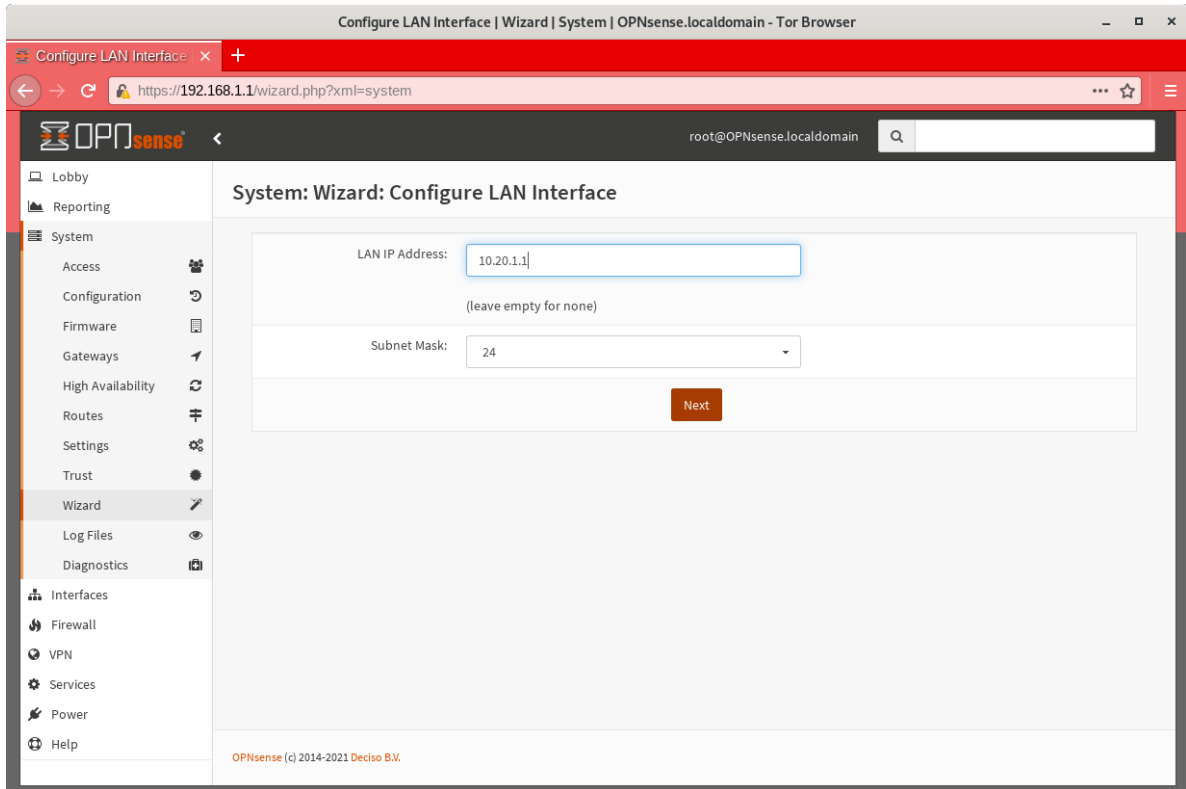 Configure LAN Interface | Wizard | System | OPNsense.localdomain - Tor Browser
Configure LAN Interface
https://192.168.1.1/wizard.php?xml=system
OPNsense root@OPNsense.localdomain
Lobby
Reporting
System
Access
Configuration
Firmware
Gateways
High Availability
Routes
Settings
Trust
Wizard
Log Files
Diagnostics
Interfaces
Firewall
VPN
Services
Power
Help
System: Wizard: Configure LAN Interface
LAN IP Address: 10.20.1.1
(leave empty for none)
Subnet Mask: 24
Next
OPNsense (c) 2014-2021 Deciso B.V.